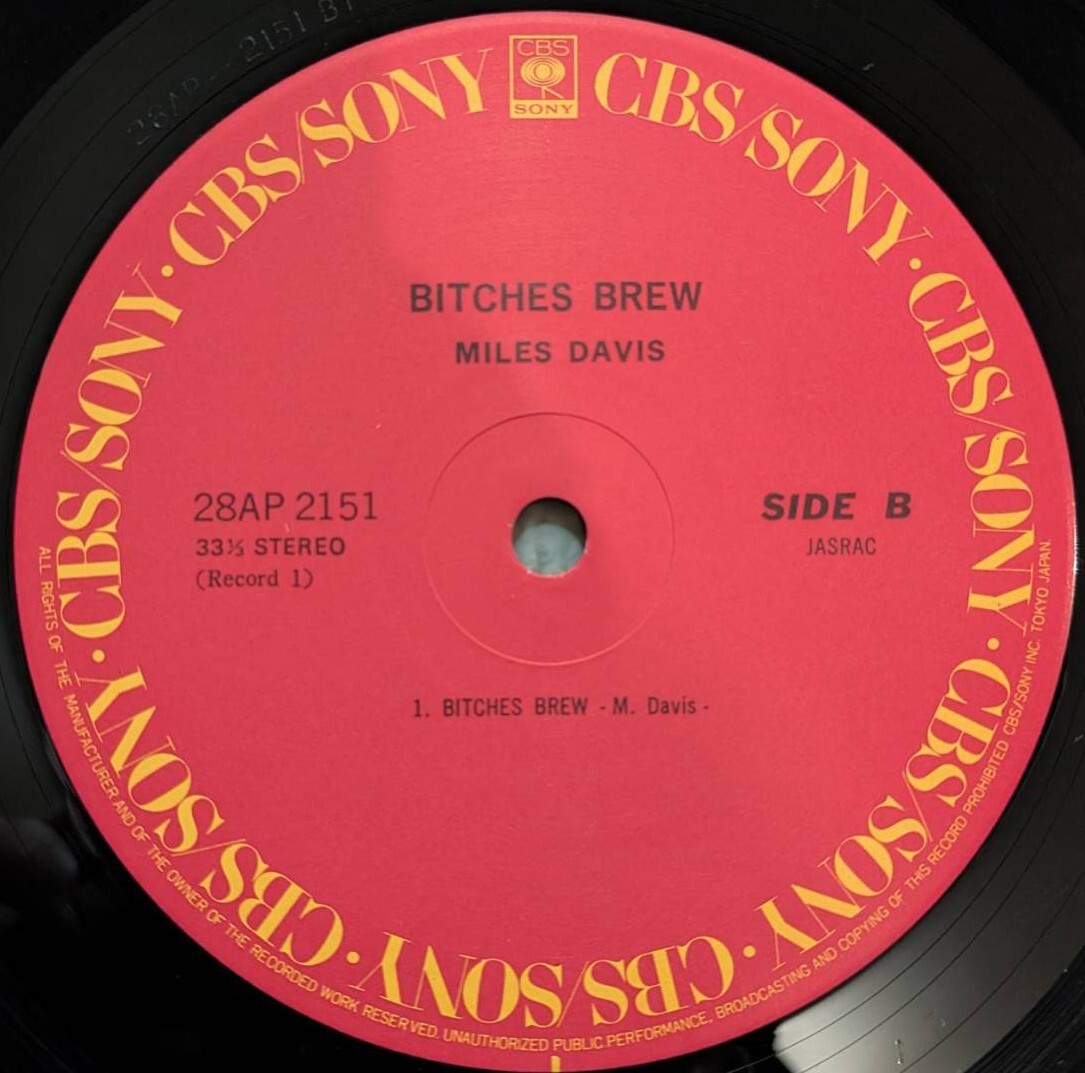 28AP 2151 B1
CBS
SONY
CBS/SONY · CBS/SONY · CBS/SONY · CBS/SONY · CBS/SONY · CBS/SONY · CBS/SONY · CBS/SONY
BITCHES BREW
MILES DAVIS
28AP 2151
33⅓ STEREO
(Record 1)
SIDE B
JASRAC
1. BITCHES BREW - M. Davis -
ALL RIGHTS OF THE MANUFACTURER AND OF THE OWNER OF THE RECORDED WORK RESERVED. UNAUTHORIZED PUBLIC PERFORMANCE, BROADCASTING AND COPYING OF THIS RECORD PROHIBITED CBS/SONY INC. TOKYO JAPAN.